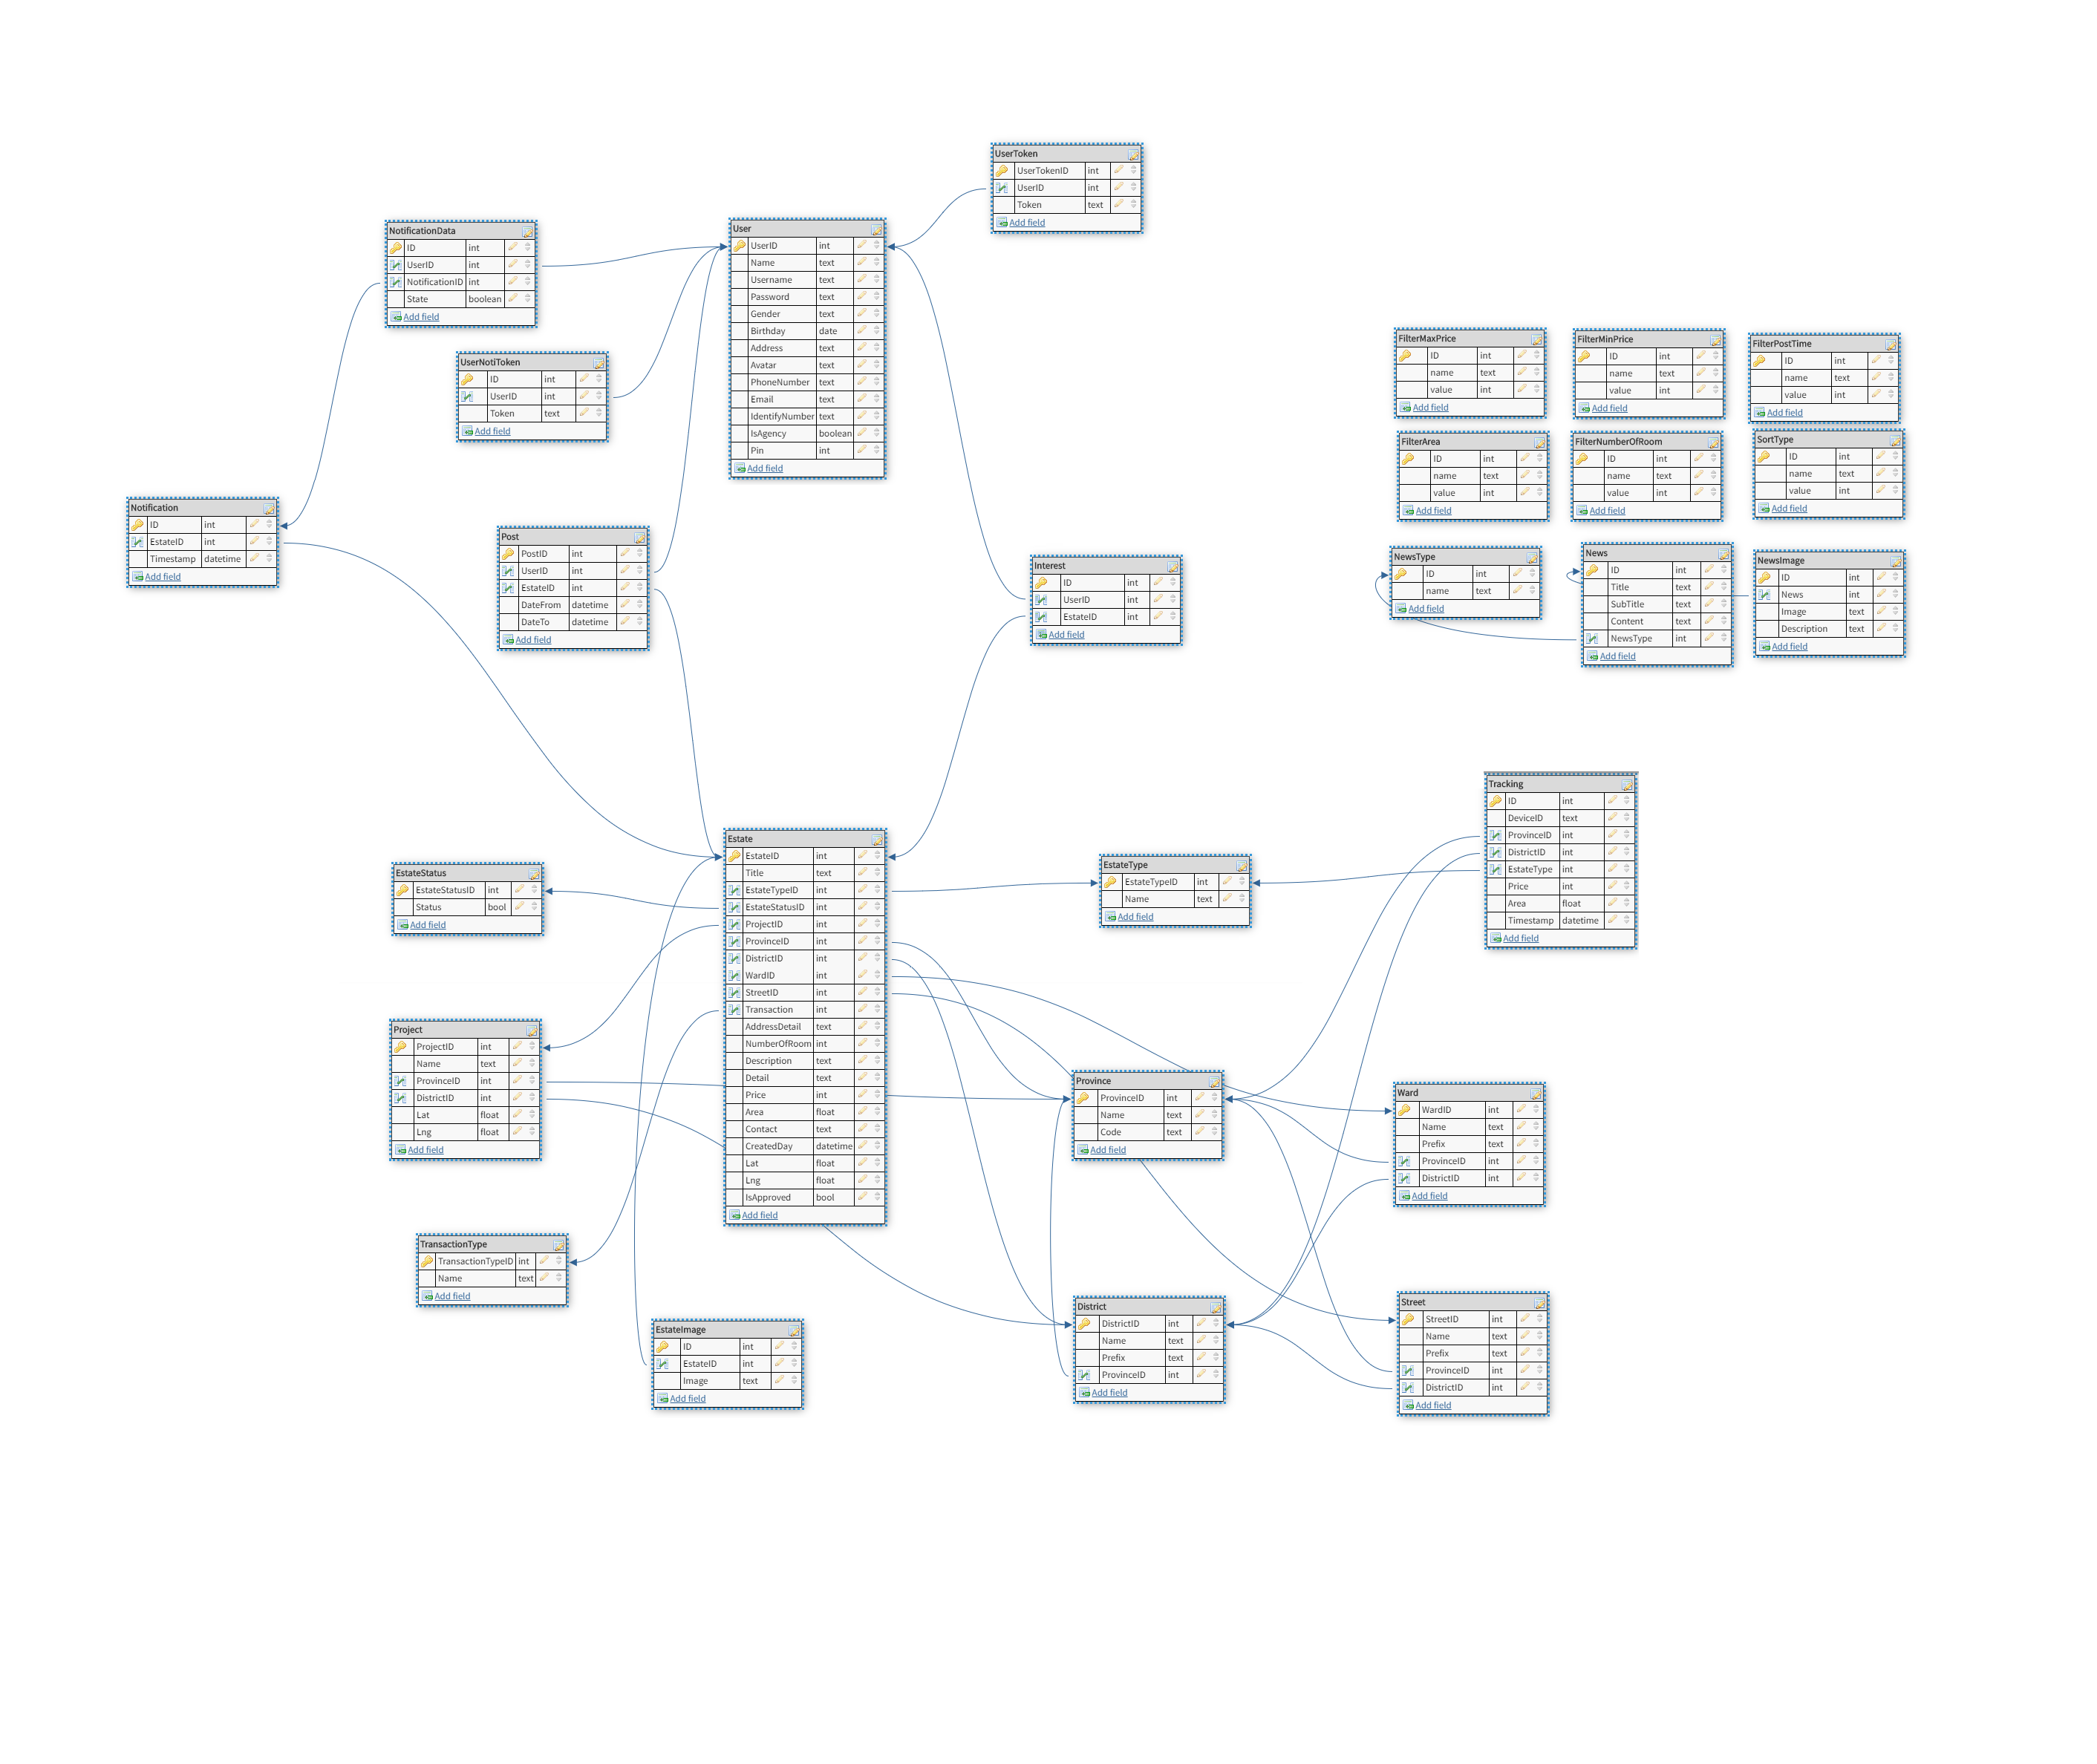 UserToken
UserTokenID int
UserID int
Token text
Add field
NotificationData
ID int
UserID int
NotificationID int
State boolean
Add field
User
UserID int
Name text
Username text
Password text
Gender text
Birthday date
Address text
Avatar text
PhoneNumber text
Email text
IdentifyNumber text
IsAgency boolean
Pin int
Add field
UserNotiToken
ID int
UserID int
Token text
Add field
FilterMaxPrice
ID int
name text
value int
Add field
FilterMinPrice
ID int
name text
value int
Add field
FilterPostTime
ID int
name text
value int
Add field
FilterArea
ID int
name text
value int
Add field
FilterNumberOfRoom
ID int
name text
value int
Add field
SortType
ID int
name text
value int
Add field
Notification
ID int
EstateID int
Timestamp datetime
Add field
Post
PostID int
UserID int
EstateID int
DateFrom datetime
DateTo datetime
Add field
Interest
ID int
UserID int
EstateID int
Add field
NewsType
ID int
name text
Add field
News
ID int
Title text
SubTitle text
Content text
NewsType int
Add field
NewsImage
ID int
News int
Image text
Description text
Add field
Tracking
ID int
DeviceID text
ProvinceID int
DistrictID int
EstateType int
Price int
Area float
Timestamp datetime
Add field
Estate
EstateID int
Title text
EstateTypeID int
EstateStatusID int
ProjectID int
ProvinceID int
DistrictID int
WardID int
StreetID int
Transaction int
AddressDetail text
NumberOfRoom int
Description text
Detail text
Price int
Area float
Contact text
CreatedDay datetime
Lat float
Lng float
IsApproved bool
Add field
EstateStatus
EstateStatusID int
Status bool
Add field
EstateType
EstateTypeID int
Name text
Add field
Project
ProjectID int
Name text
ProvinceID int
DistrictID int
Lat float
Lng float
Add field
Province
ProvinceID int
Name text
Code text
Add field
Ward
WardID int
Name text
Prefix text
ProvinceID int
DistrictID int
Add field
TransactionType
TransactionTypeID int
Name text
Add field
EstateImage
ID int
EstateID int
Image text
Add field
District
DistrictID int
Name text
Prefix text
ProvinceID int
Add field
Street
StreetID int
Name text
Prefix text
ProvinceID int
DistrictID int
Add field